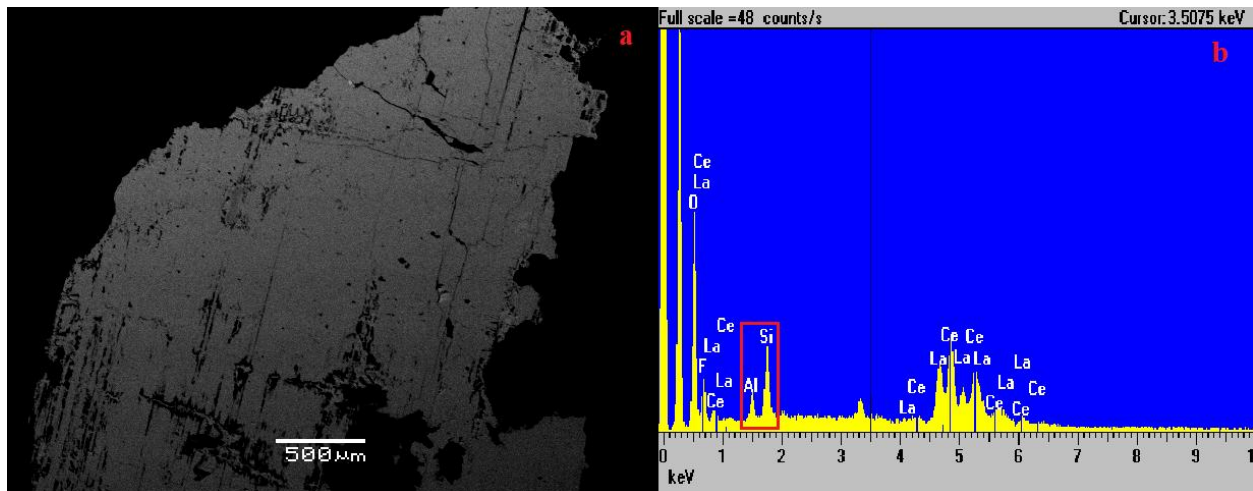 a
500µm
Full scale =48 counts/s Cursor: 3.5075 keV
b
Ce
La
O
Ce
La
F
La
Ce
Al
Si
La
Ce
La
Ce
La
Ce
La
Ce
La
La
Ce
Ce
0 1 2 3 4 5 6 7 8 9 1
keV